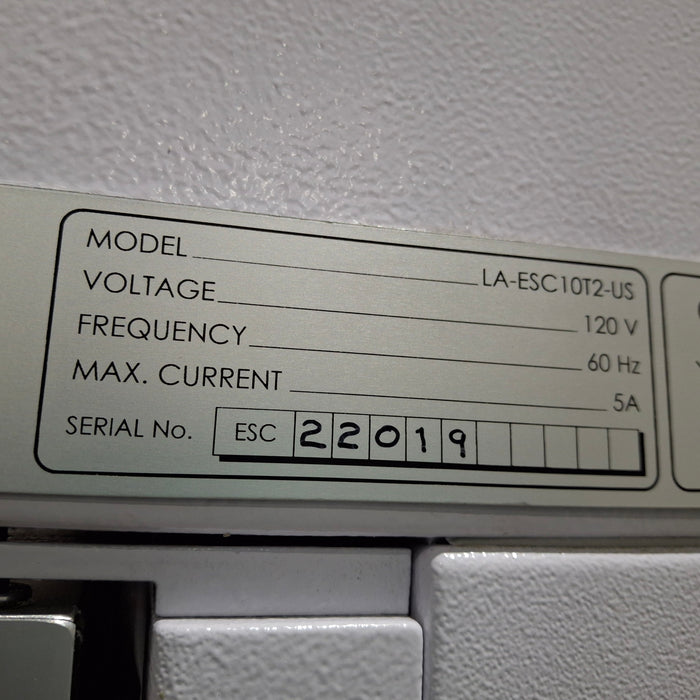 MODEL LA-ESC10T2-US
VOLTAGE 120 V
FREQUENCY 60 Hz
MAX. CURRENT 5A
SERIAL No. ESC 22019